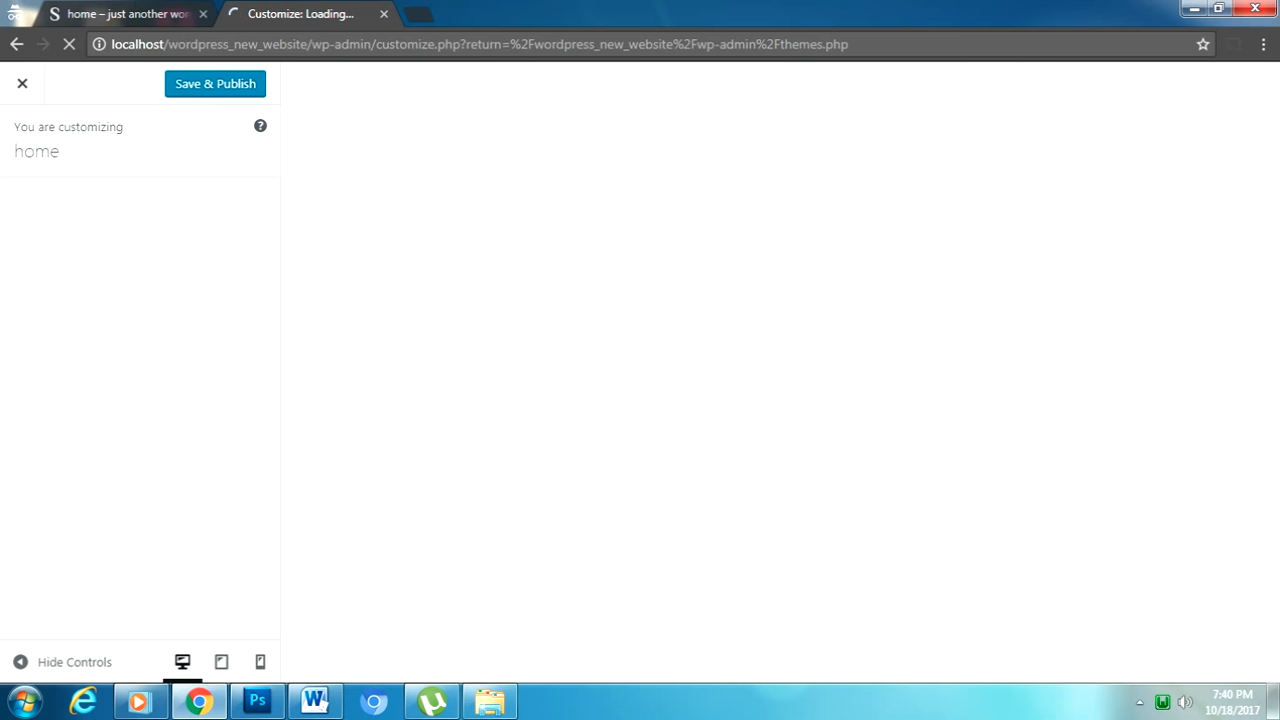 home – just another wor
Customize: Loading...
localhost/wordpress_new_website/wp-admin/customize.php?return=%2Fwordpress_new_website%2Fwp-admin%2Fthemes.php
Save & Publish
You are customizing
home
Hide Controls
Ps
W
7:40 PM
10/18/2017